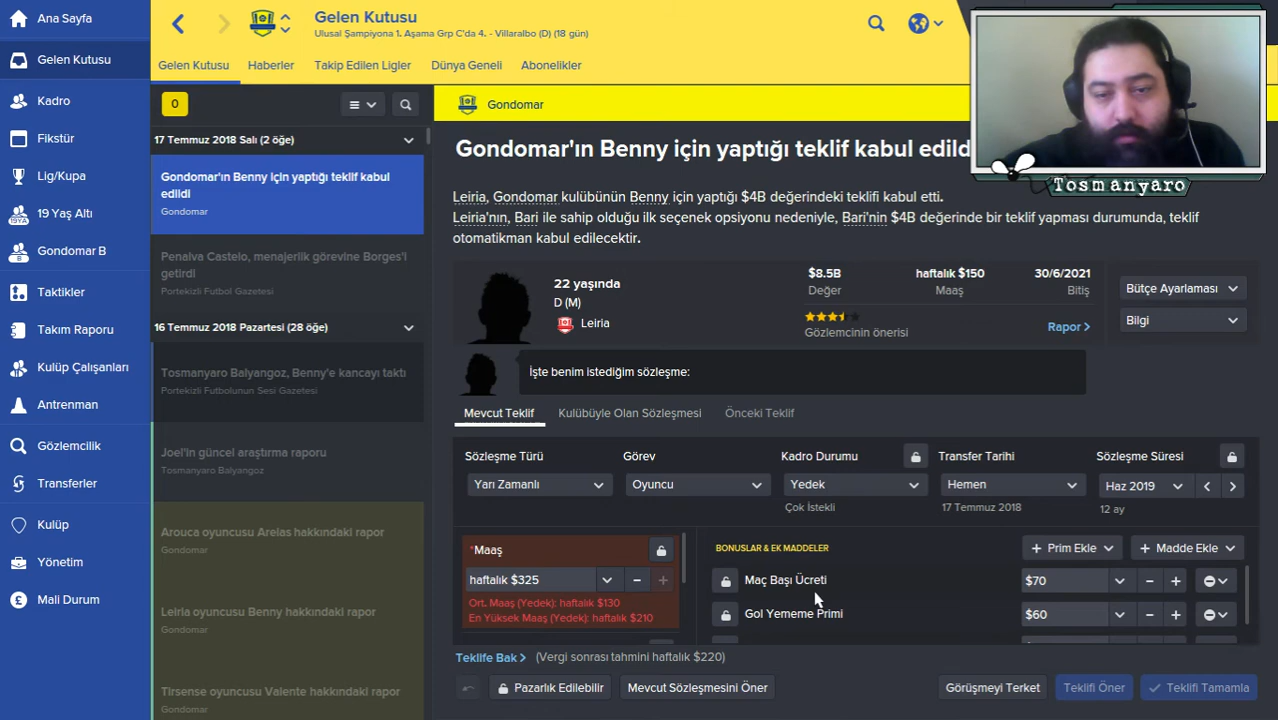 Ana Sayfa
Gelen Kutusu
Kadro
Fikstür
Lig/Kupa
19 Yaş Altı
Gondomar B
Taktikler
Takım Raporu
Kulüp Çalışanları
Antrenman
Gözlemcilik
Transferler
Kulüp
Yönetim
Mali Durum
Gelen Kutusu
Ulusal Şampiyona 1. Aşama Grp C'da 4. - Villaralbo (D) (18 gün)
Gelen Kutusu Haberler Takip Edilen Ligler Dünya Geneli Abonelikler
0
17 Temmuz 2018 Salı (2 öğe)
Gondomar'ın Benny için yaptığı teklif kabul
edildi
Gondomar
Penalva Castelo, menajerlik görevine Borges'i
getirdi
Portekizli Futbol Gazetesi
16 Temmuz 2018 Pazartesi (28 öğe)
Tosmanyaro Balyangoz, Benny'e kancayı taktı
Portekizli Futbolunun Sesi Gazetesi
Joel'in güncel araştırma raporu
Tosmanyaro Balyangoz
Arouca oyuncusu Arelas hakkındaki rapor
Gondomar
Leiria oyuncusu Benny hakkındaki rapor
Gondomar
Tirsense oyuncusu Valente hakkındaki rapor
Gondomar
Gondomar
Gondomar'ın Benny için yaptığı teklif kabul edild
Tosmanyaro
Leiria, Gondomar kulübünün Benny için yaptığı $4B değerindeki teklifi kabul etti.
Leiria'nın, Bari ile sahip olduğu ilk seçenek opsiyonu nedeniyle, Bari'nin $4B değerinde bir teklif yapması durumunda, teklif
otomatikman kabul edilecektir.
22 yaşında
D (M)
Leiria
$8.5B
Değer
haftalık $150
Maaş
30/6/2021
Bitiş
Gözlemcinin önerisi
Rapor
Bütçe Ayarlaması
Bilgi
İşte benim istediğim sözleşme:
Mevcut Teklif Kulübüyle Olan Sözleşmesi Önceki Teklif
Sözleşme Türü Görev Kadro Durumu Transfer Tarihi Sözleşme Süresi
Yarı Zamanlı Oyuncu Yedek Hemen Haz 2019
Çok İstekli 17 Temmuz 2018 12 ay
*Maaş
haftalık $325
Ort. Maaş (Yedek): haftalık $130
En Yüksek Maaş (Yedek): haftalık $210
BONUSLAR & EK MADDELER
+ Prim Ekle + Madde Ekle
Maç Başı Ücreti $70
Gol Yememe Primi $60
Teklife Bak > (Vergi sonrası tahmini haftalık $220)
Pazarlık Edilebilir Mevcut Sözleşmesini Öner Görüşmeyi Terket Teklifi Öner Teklifi Tamamla